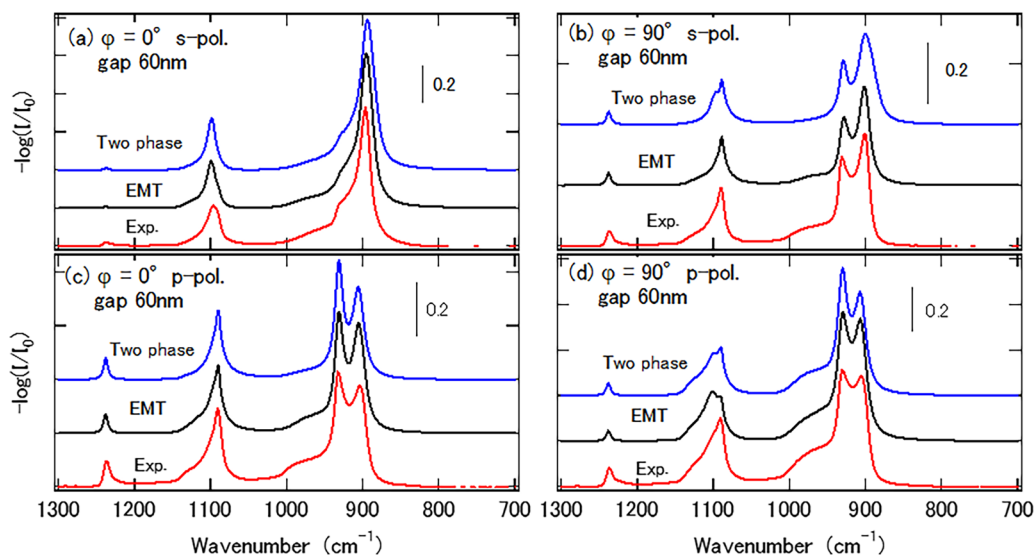 (a) φ = 0° s-pol.
gap 60nm
0.2
Two phase
EMT
Exp.
(b) φ = 90° s-pol.
gap 60nm
0.2
Two phase
EMT
Exp.
−log(I/I₀)
(c) φ = 0° p-pol.
gap 60nm
0.2
Two phase
EMT
Exp.
(d) φ = 90° p-pol.
gap 60nm
0.2
Two phase
EMT
Exp.
−log(I/I₀)
1300 1200 1100 1000 900 800 700
1300 1200 1100 1000 900 800 700
Wavenumber (cm⁻¹)
Wavenumber (cm⁻¹)